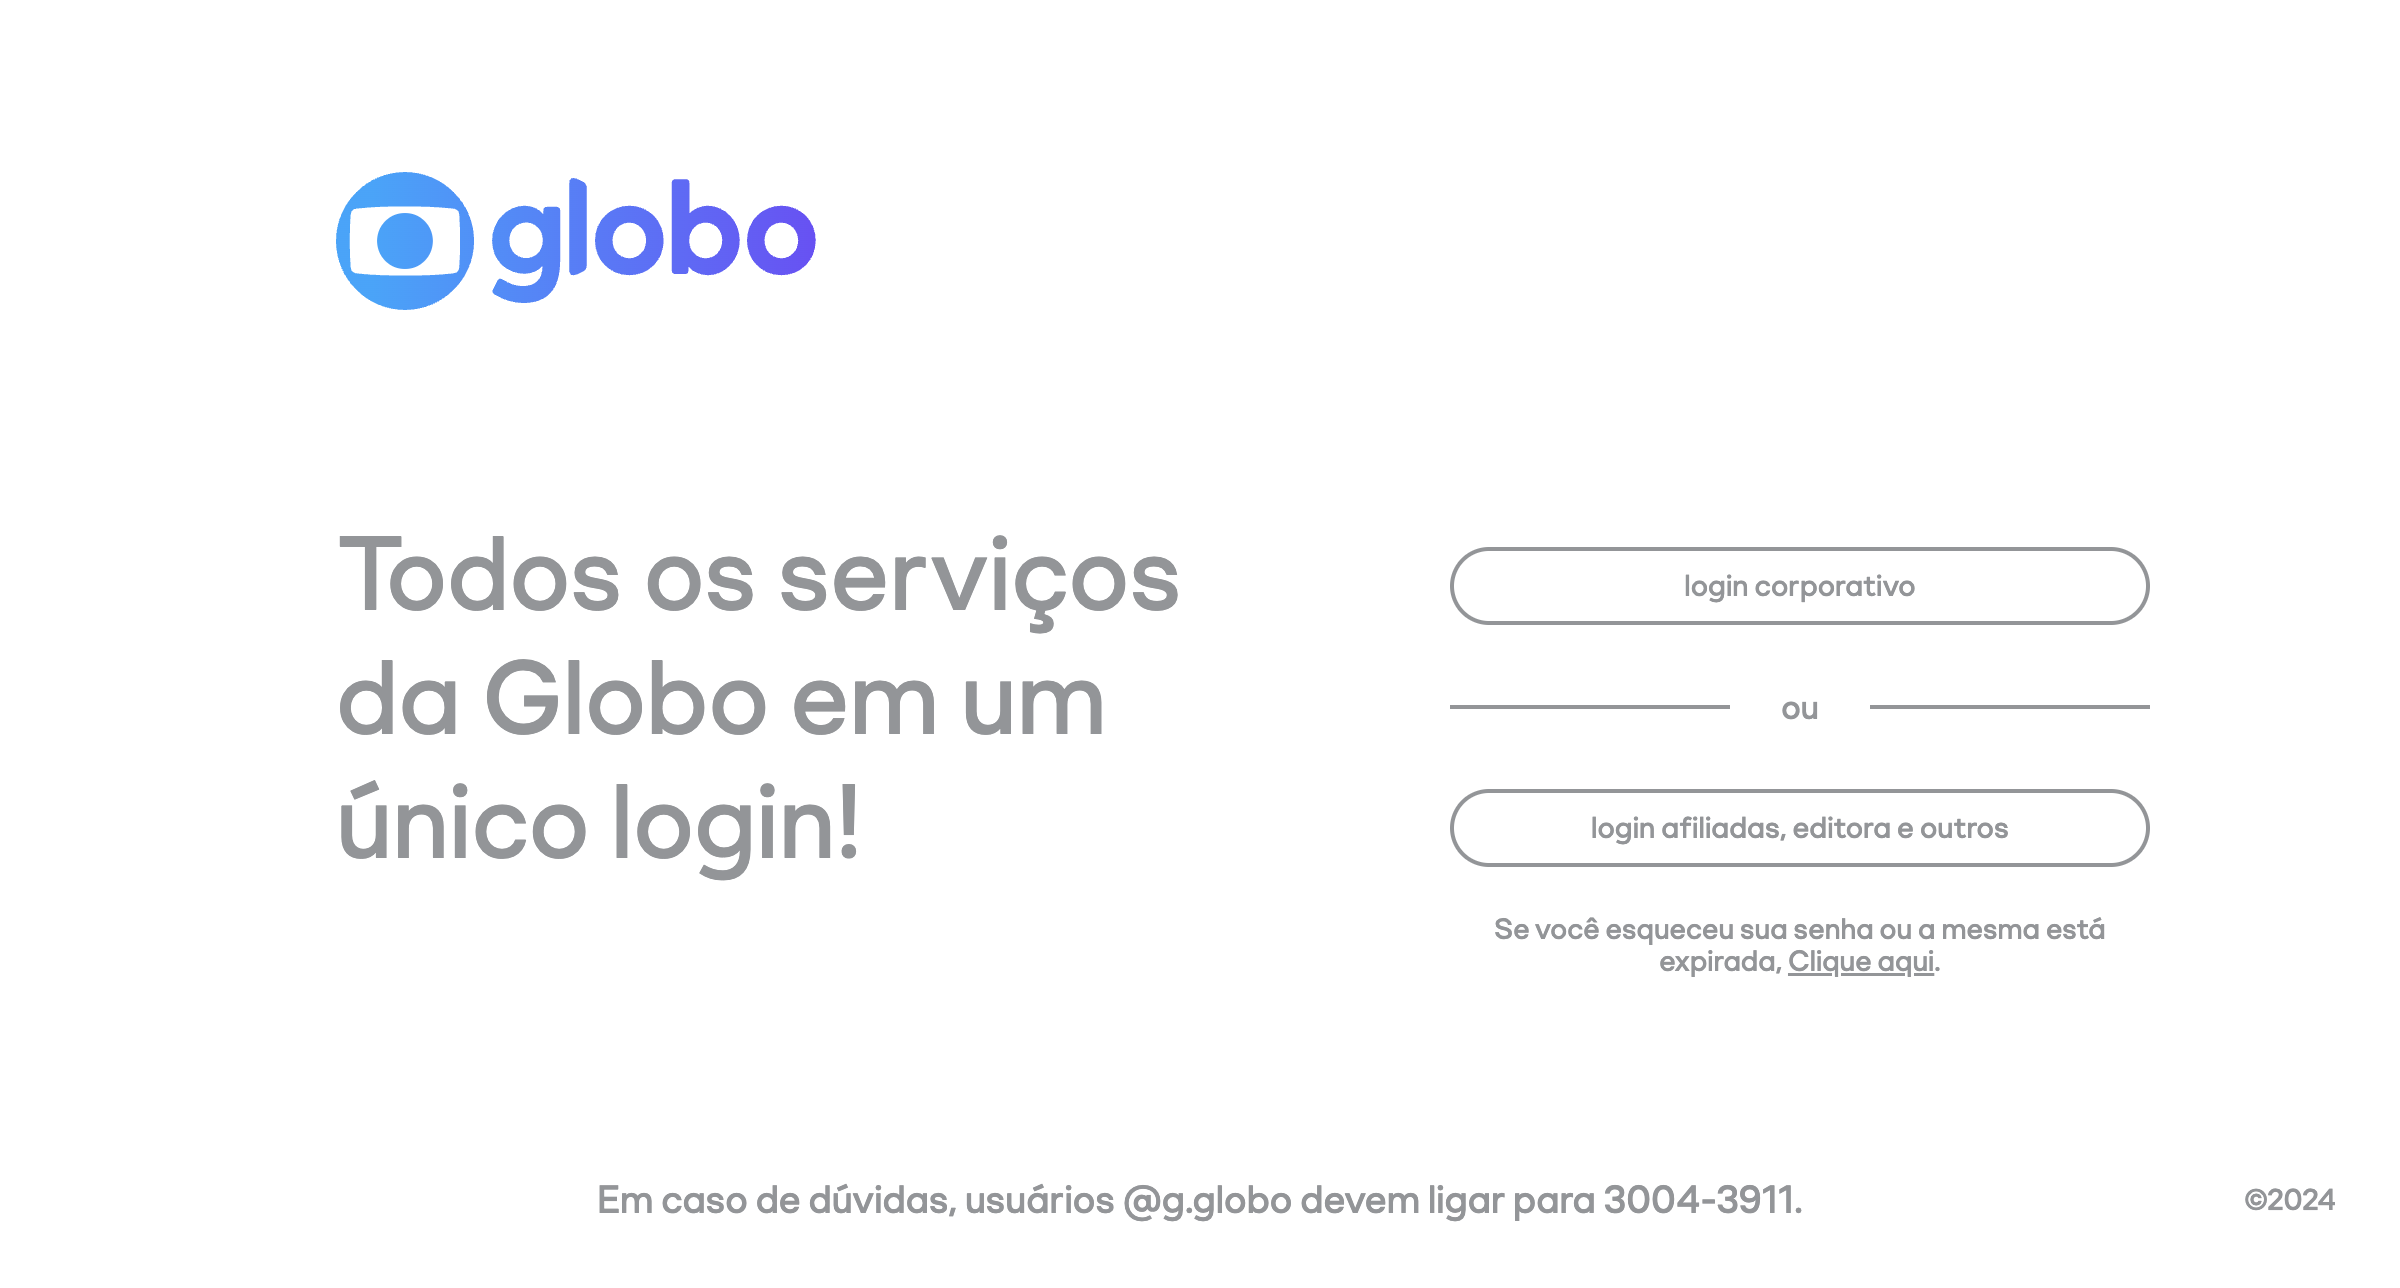 globo
Todos os serviços
da Globo em um
único login!
login corporativo
ou
login afiliadas, editora e outros
Se você esqueceu sua senha ou a mesma está
expirada, Clique aqui.
Em caso de dúvidas, usuários @g.globo devem ligar para 3004-3911.
©2024